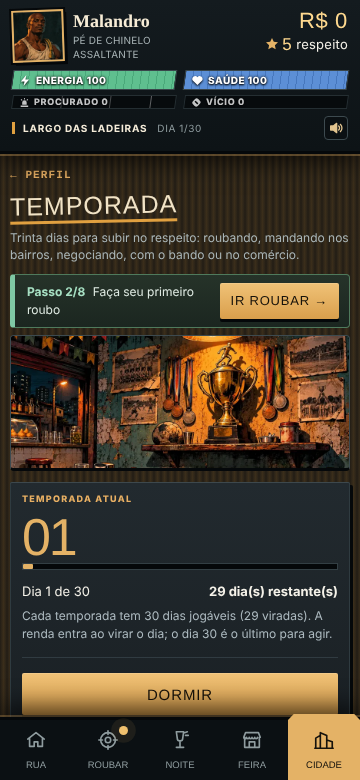 Malandro
PÉ DE CHINELO
ASSALTANTE
R$ 0
5 respeito
ENERGIA 100
SAÚDE 100
PROCURADO 0
VÍCIO 0
LARGO DAS LADEIRAS DIA 1/30
← PERFIL
TEMPORADA
Trinta dias para subir no respeito: roubando, mandando nos
bairros, negociando, com o bando ou no comércio.
Passo 2/8 Faça seu primeiro
roubo
IR ROUBAR →
TEMPORADA ATUAL
01
Dia 1 de 30
29 dia(s) restante(s)
Cada temporada tem 30 dias jogáveis (29 viradas). A
renda entra ao virar o dia; o dia 30 é o último para agir.
DORMIR
RUA
ROUBAR
NOITE
FEIRA
CIDADE